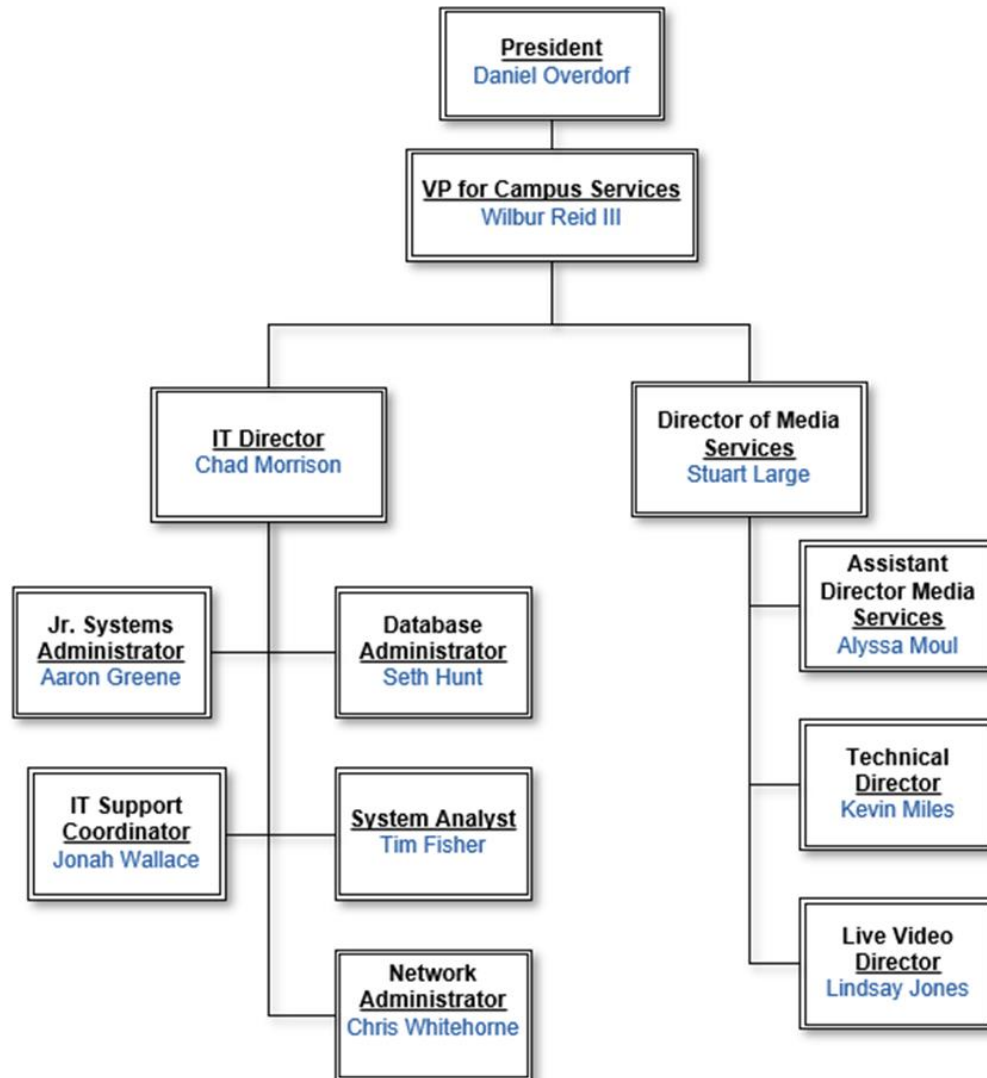 President
Daniel Overdorf
VP for Campus Services
Wilbur Reid III
IT Director
Chad Morrison
Director of Media
Services
Stuart Large
Jr. Systems
Administrator
Aaron Greene
Database
Administrator
Seth Hunt
IT Support
Coordinator
Jonah Wallace
System Analyst
Tim Fisher
Network
Administrator
Chris Whitehorne
Assistant
Director Media
Services
Alyssa Moul
Technical
Director
Kevin Miles
Live Video
Director
Lindsay Jones